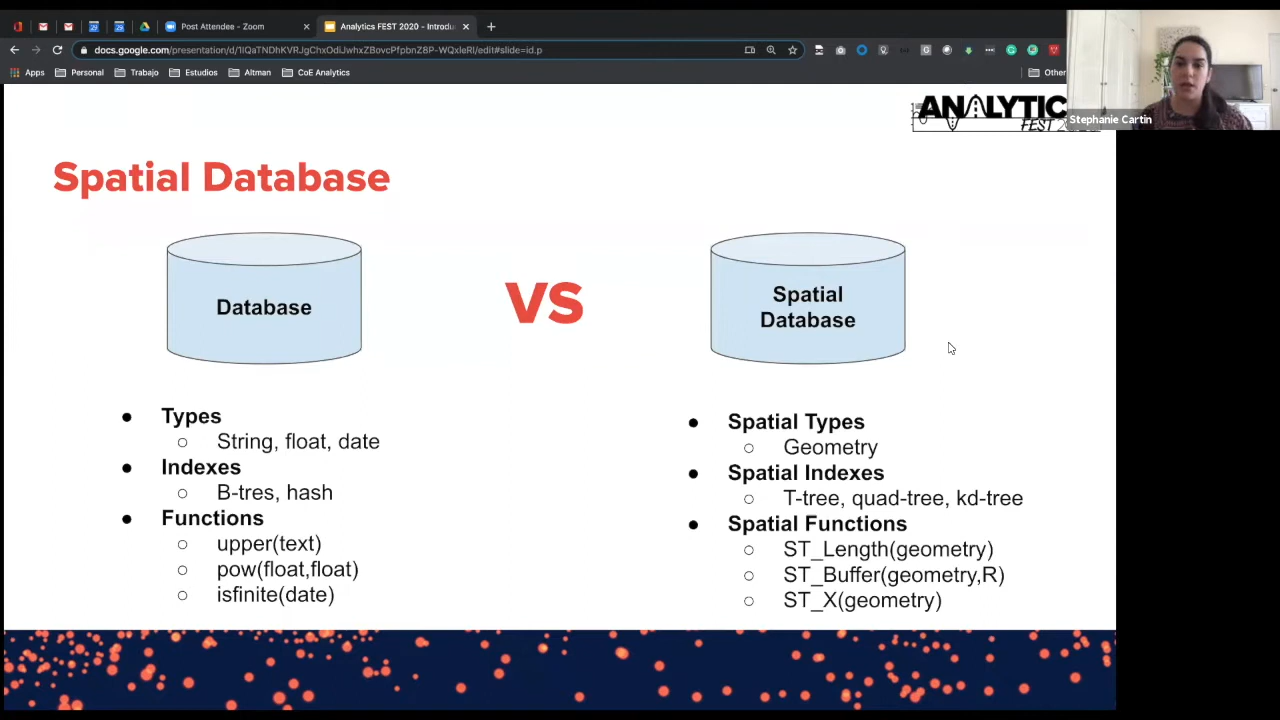 Post Attendee - Zoom
Analytics FEST 2020 - Introdu
docs.google.com/presentation/d/1IQaTNDhKVRJgChxOdiJwhxZBovcPfpbnZ8P-WQxleRI/edit#slide=id.p
Apps
Personal
Trabajo
Estudios
Altman
CoE Analytics
Other
ANALYTIC
FEST 20
Stephanie Cartin
Spatial Database
Database
VS
Spatial
Database
● Types
○ String, float, date
● Indexes
○ B-tres, hash
● Functions
○ upper(text)
○ pow(float,float)
○ isfinite(date)
● Spatial Types
○ Geometry
● Spatial Indexes
○ T-tree, quad-tree, kd-tree
● Spatial Functions
○ ST_Length(geometry)
○ ST_Buffer(geometry,R)
○ ST_X(geometry)